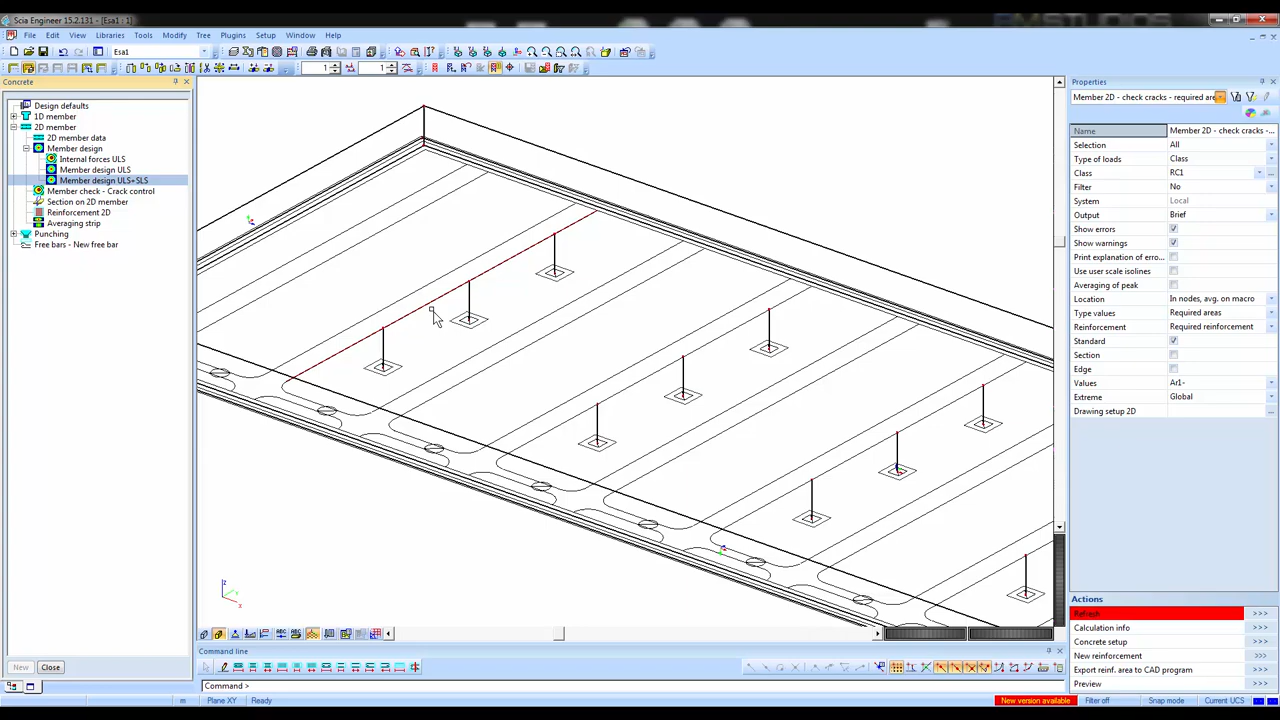 Scia Engineer 15.2.131 - [Esa1 : 1]
File Edit View Libraries Tools Modify Tree Plugins Setup Window Help
Esa1
1 1
Concrete
Design defaults
1D member
2D member
2D member data
Member design
Internal forces ULS
Member design ULS
Member design ULS+SLS
Member check - Crack control
Section on 2D member
Reinforcement 2D
Averaging strip
Punching
Free bars - New free bar
New Close
Properties
Member 2D - check cracks - required are
Name Member 2D - check cracks -...
Selection All
Type of loads Class
Class RC1
Filter No
System Local
Output Brief
Show errors
Show warnings
Print explanation of erro...
Use user scale isolines
Averaging of peak
Location In nodes, avg. on macro
Type values Required areas
Reinforcement Required reinforcement
Standard
Section
Edge
Values Ar1-
Extreme Global
Drawing setup 2D ...
Actions
Refresh >>>
Calculation info >>>
Concrete setup >>>
New reinforcement >>>
Export reinf. area to CAD program >>>
Preview >>>
Command line
Command >
m Plane XY Ready New version available Filter off Snap mode Current UCS